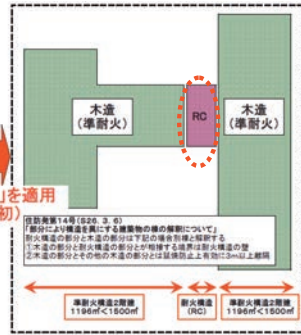 木造
(準耐火)
RC
木造
(準耐火)
」を適用
初)
住防発第14号(S26. 3. 6)
「部分により構造を異にする建築物の棟の解釈について」
耐火構造の部分と木造の部分は下記の場合別棟と解釈する
①木造の部分と耐火構造の部分とが相接する境界は耐火構造の壁
②木造の部分とその他の木造の部分とは延焼防止上有効に3m以上離隔
準耐火構造2階建
1196㎡<1500㎡
耐火構造
(RC)
準耐火構造2階建
1196㎡<1500㎡